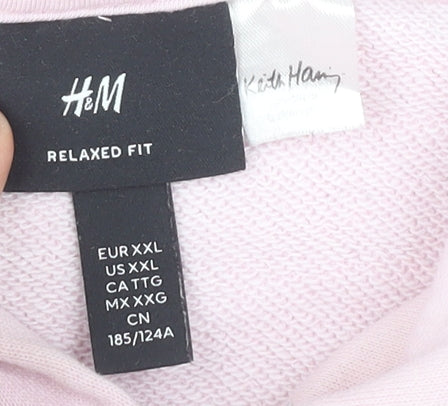 H&M
RELAXED FIT
Keith Haring
EUR XXL
US XXL
CA TTG
MX XXG
CN
185/124A